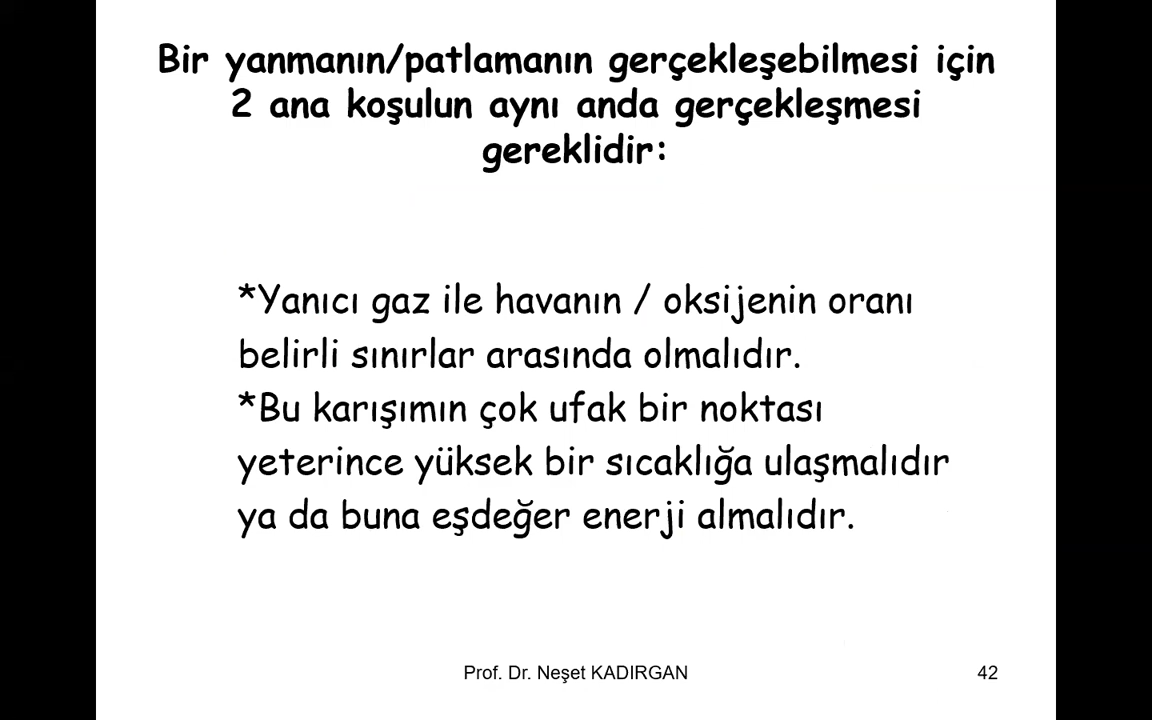 Bir yanmanın/patlamanın gerçekleşebilmesi için
2 ana koşulun aynı anda gerçekleşmesi
gereklidir:
*Yanıcı gaz ile havanın / oksijenin oranı
belirli sınırlar arasında olmalıdır.
*Bu karışımın çok ufak bir noktası
yeterince yüksek bir sıcaklığa ulaşmalıdır
ya da buna eşdeğer enerji almalıdır.
Prof. Dr. Neşet KADIRGAN
42